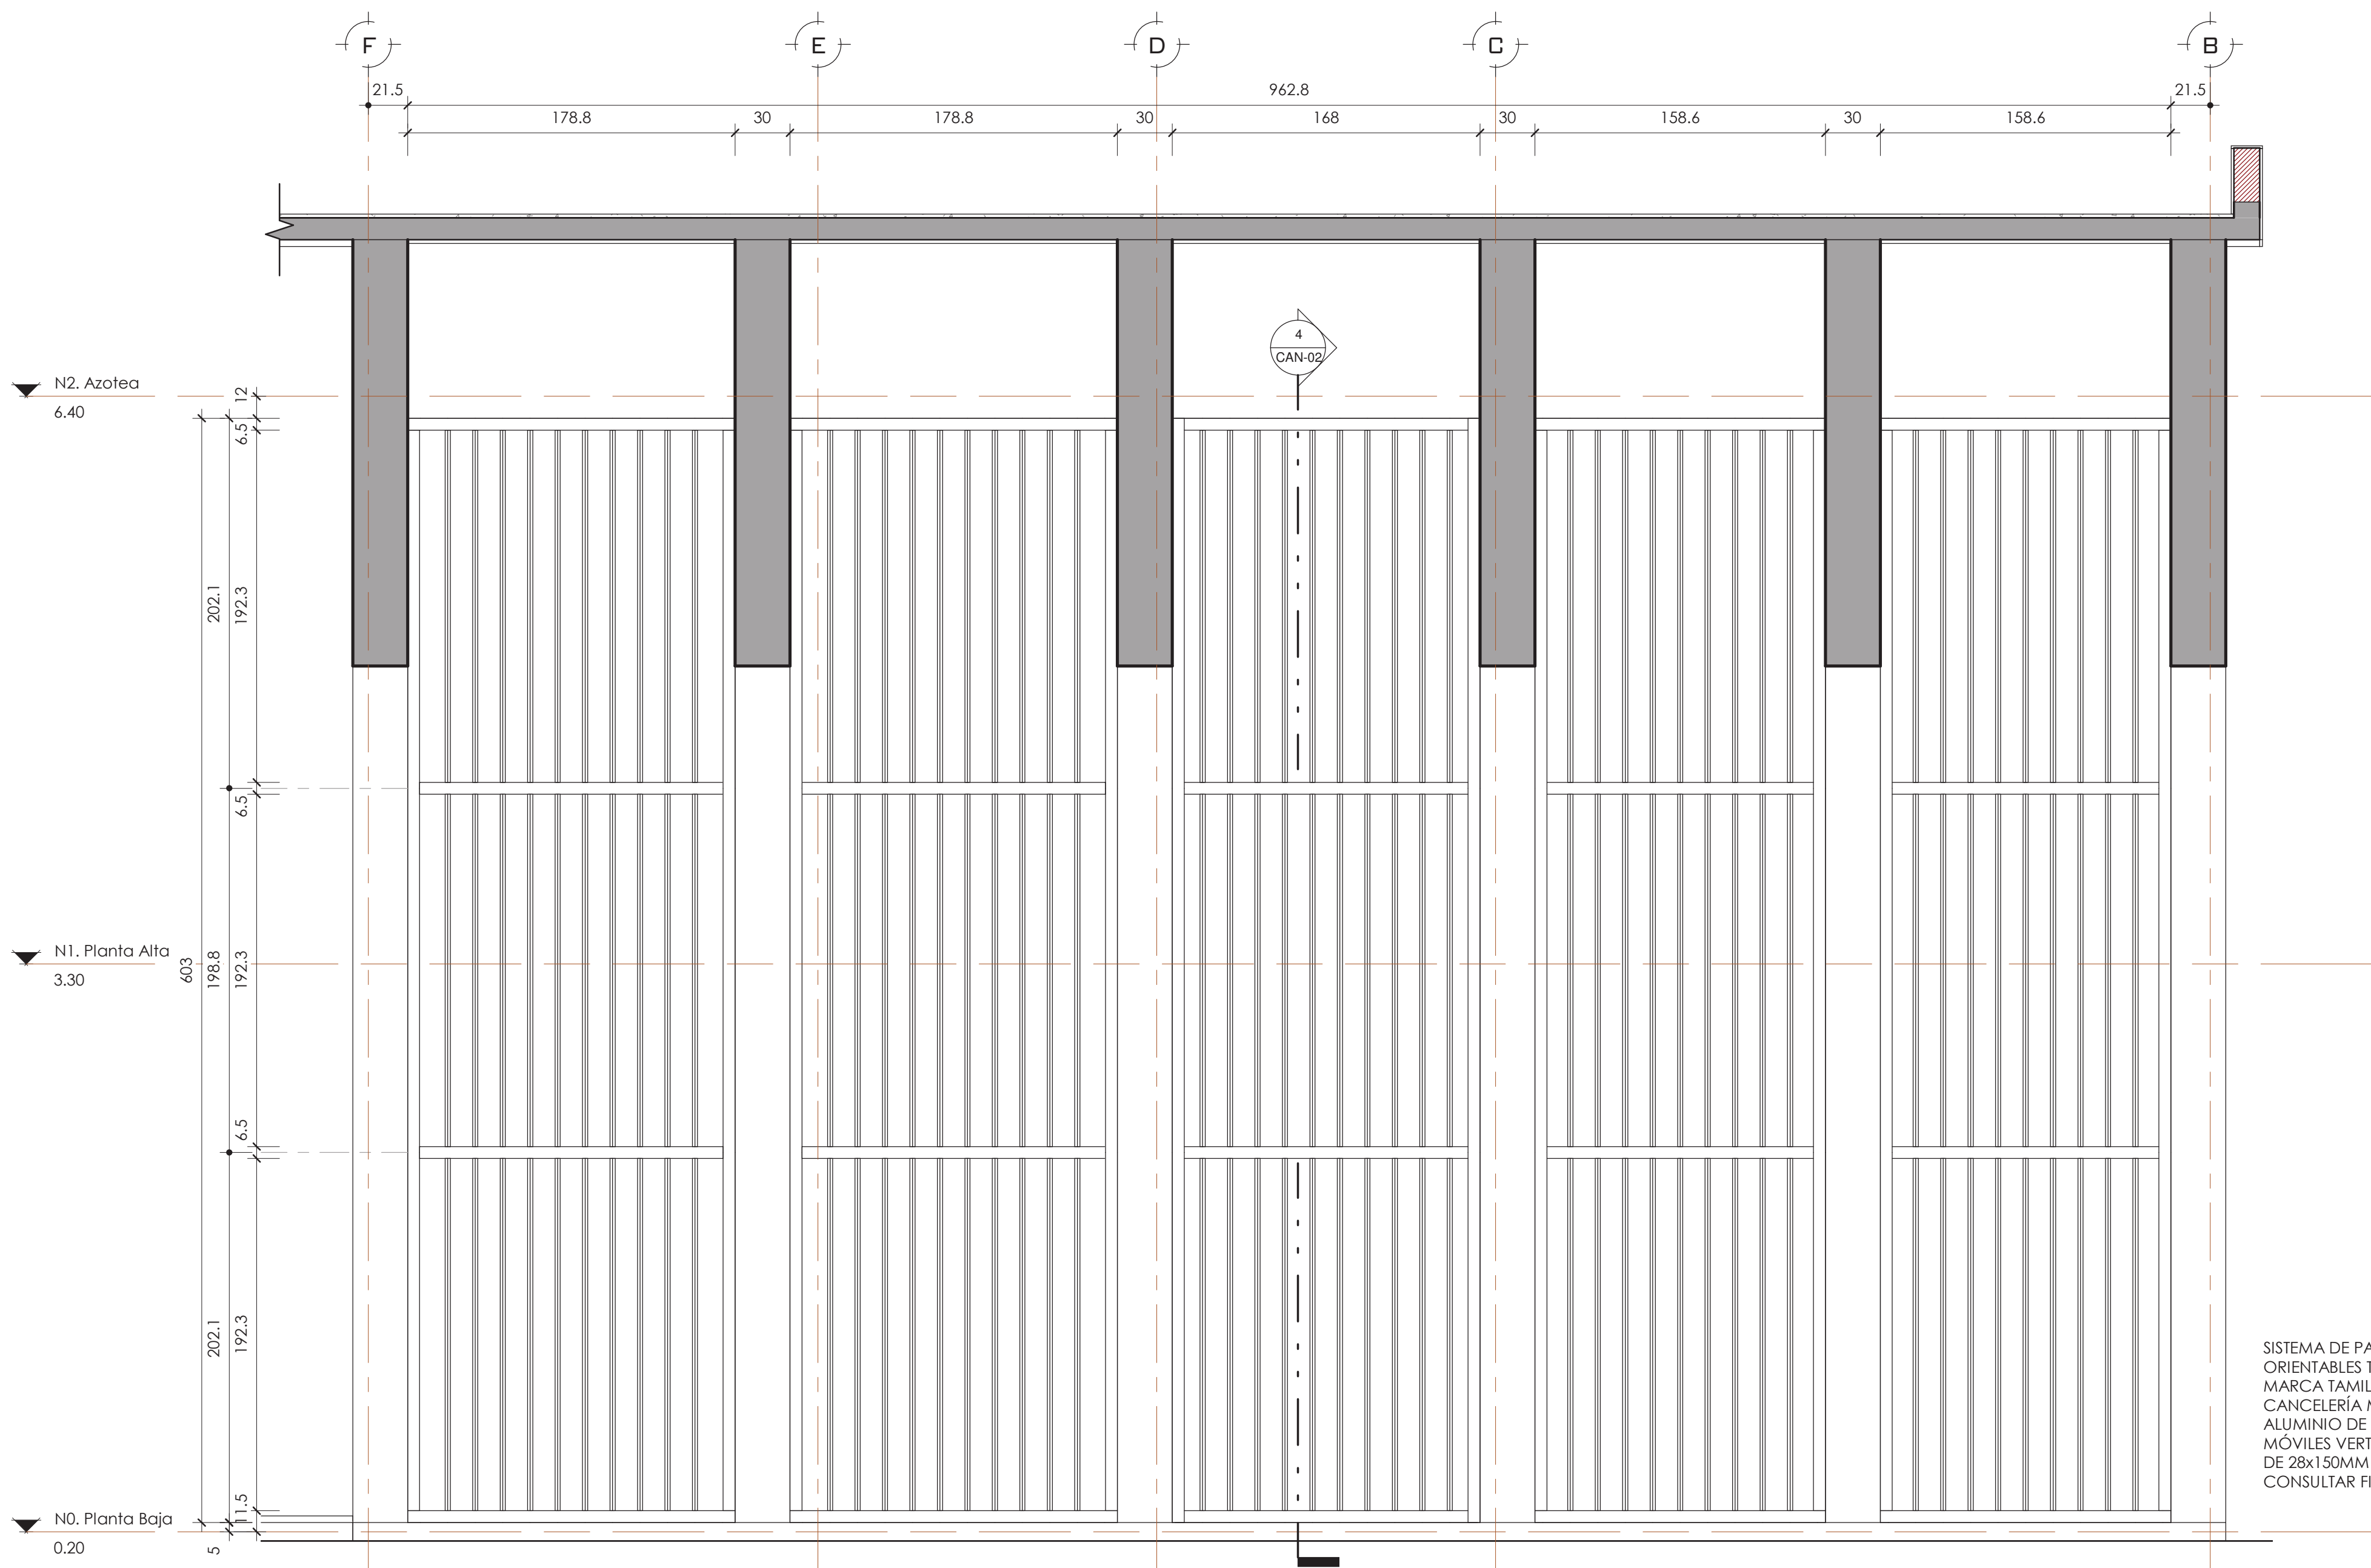 F E D C B
21.5 962.8 21.5
178.8 30 178.8 30 168 30 158.6 30 158.6
4
CAN-02
N2. Azotea
6.40
12
6.5
202.1 192.3
6.5
N1. Planta Alta
3.30
603 198.8 192.3
6.5
202.1 192.3
11.5
N0. Planta Baja
0.20
5
SISTEMA DE
ORIENTABLES
MARCA
CANCELERÍA
ALUMINIO DE
MÓVILES
DE 28x150MM
CONSULTAR